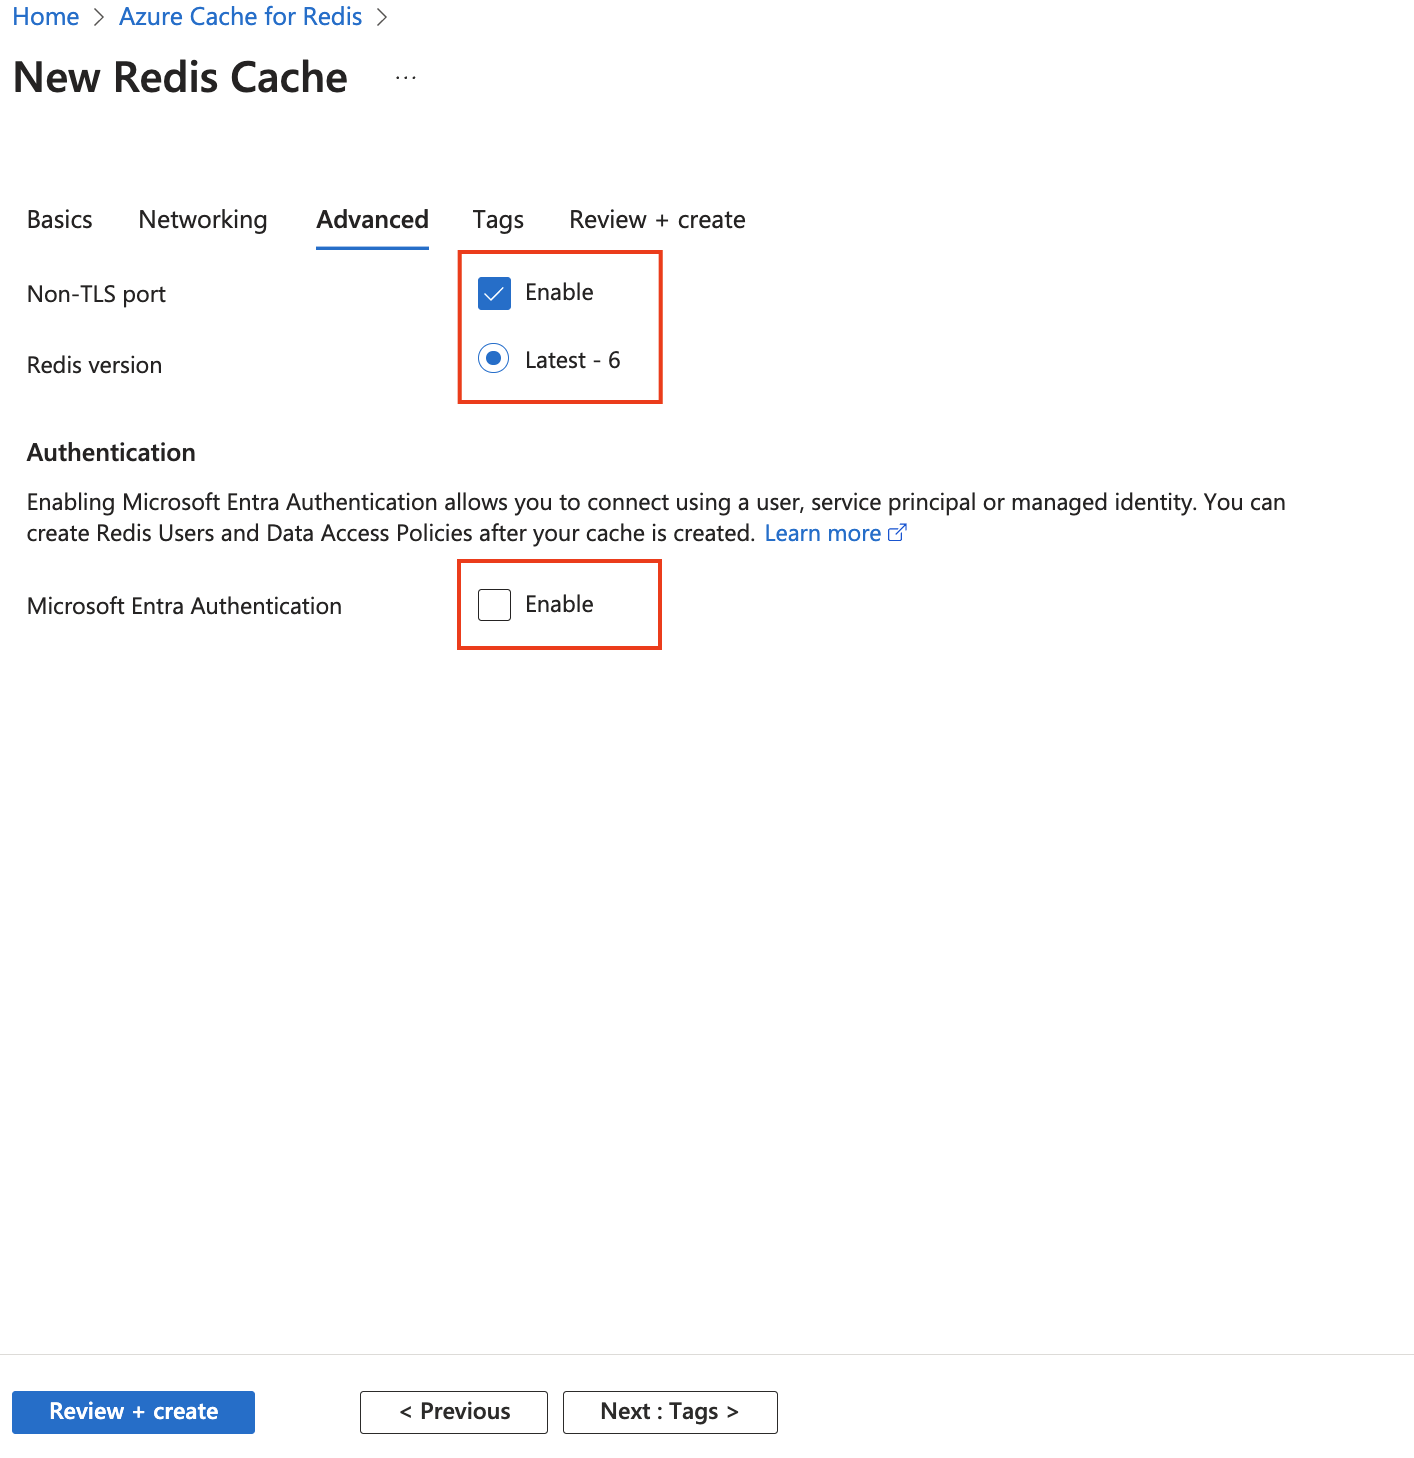 Home > Azure Cache for Redis >
New Redis Cache ...
Basics Networking Advanced Tags Review + create
Non-TLS port Enable
Redis version Latest - 6
Authentication
Enabling Microsoft Entra Authentication allows you to connect using a user, service principal or managed identity. You can
create Redis Users and Data Access Policies after your cache is created. Learn more
Microsoft Entra Authentication Enable
Review + create < Previous Next : Tags >